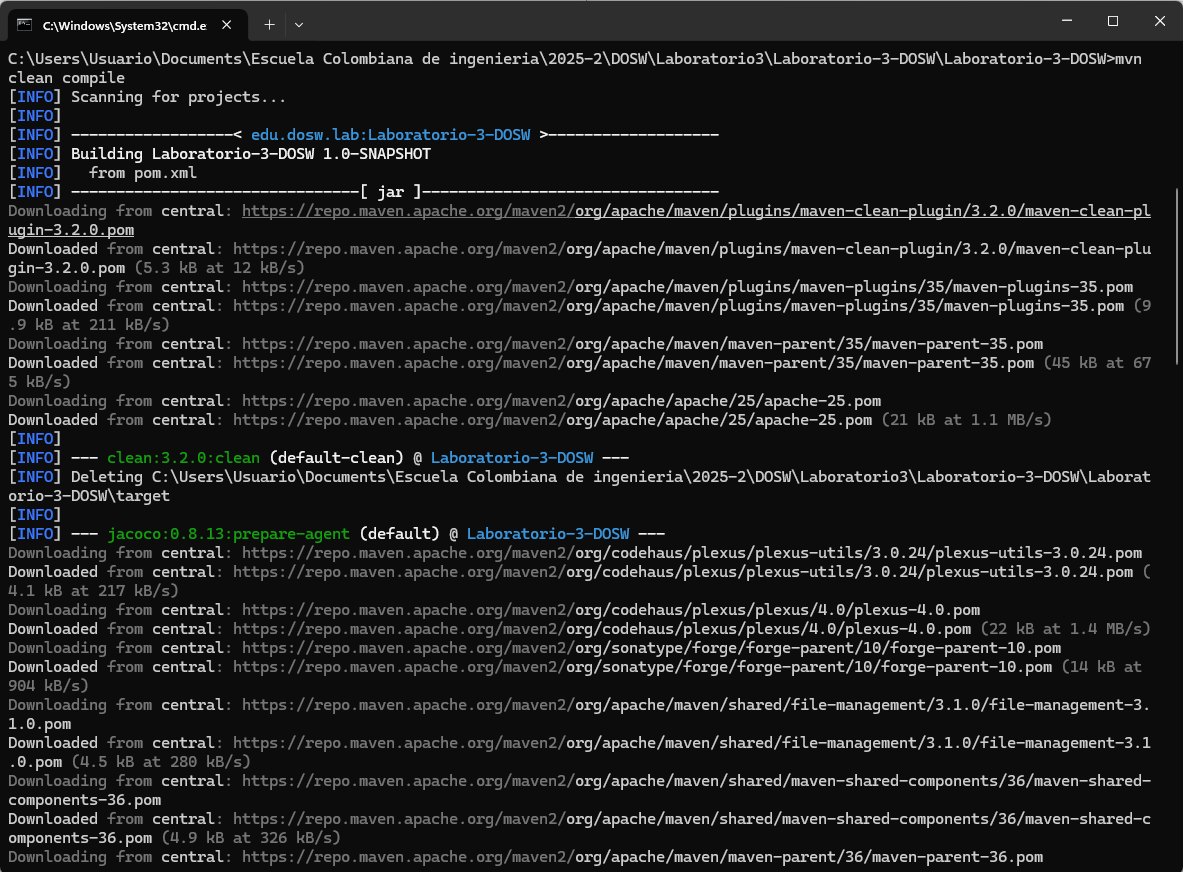 C:\Windows\System32\cmd.e
C:\Users\Usuario\Documents\Escuela Colombiana de ingenieria\2025-2\DOSW\Laboratorio3\Laboratorio-3-DOSW\Laboratorio-3-DOSW>mvn
clean compile
[INFO] Scanning for projects...
[INFO]
[INFO] ------------------< edu.dosw.lab:Laboratorio-3-DOSW >-------------------
[INFO] Building Laboratorio-3-DOSW 1.0-SNAPSHOT
[INFO]   from pom.xml
[INFO] --------------------------------[ jar ]---------------------------------
Downloading from central: https://repo.maven.apache.org/maven2/org/apache/maven/plugins/maven-clean-plugin/3.2.0/maven-clean-pl
ugin-3.2.0.pom
Downloaded from central: https://repo.maven.apache.org/maven2/org/apache/maven/plugins/maven-clean-plugin/3.2.0/maven-clean-plu
gin-3.2.0.pom (5.3 kB at 12 kB/s)
Downloading from central: https://repo.maven.apache.org/maven2/org/apache/maven/plugins/maven-plugins/35/maven-plugins-35.pom
Downloaded from central: https://repo.maven.apache.org/maven2/org/apache/maven/plugins/maven-plugins/35/maven-plugins-35.pom (9
.9 kB at 211 kB/s)
Downloading from central: https://repo.maven.apache.org/maven2/org/apache/maven/maven-parent/35/maven-parent-35.pom
Downloaded from central: https://repo.maven.apache.org/maven2/org/apache/maven/maven-parent/35/maven-parent-35.pom (45 kB at 67
5 kB/s)
Downloading from central: https://repo.maven.apache.org/maven2/org/apache/apache/25/apache-25.pom
Downloaded from central: https://repo.maven.apache.org/maven2/org/apache/apache/25/apache-25.pom (21 kB at 1.1 MB/s)
[INFO]
[INFO] --- clean:3.2.0:clean (default-clean) @ Laboratorio-3-DOSW ---
[INFO] Deleting C:\Users\Usuario\Documents\Escuela Colombiana de ingenieria\2025-2\DOSW\Laboratorio3\Laboratorio-3-DOSW\Laborat
orio-3-DOSW\target
[INFO]
[INFO] --- jacoco:0.8.13:prepare-agent (default) @ Laboratorio-3-DOSW ---
Downloading from central: https://repo.maven.apache.org/maven2/org/codehaus/plexus/plexus-utils/3.0.24/plexus-utils-3.0.24.pom
Downloaded from central: https://repo.maven.apache.org/maven2/org/codehaus/plexus/plexus-utils/3.0.24/plexus-utils-3.0.24.pom (
4.1 kB at 217 kB/s)
Downloading from central: https://repo.maven.apache.org/maven2/org/codehaus/plexus/plexus/4.0/plexus-4.0.pom
Downloaded from central: https://repo.maven.apache.org/maven2/org/codehaus/plexus/plexus/4.0/plexus-4.0.pom (22 kB at 1.4 MB/s)
Downloading from central: https://repo.maven.apache.org/maven2/org/sonatype/forge/forge-parent/10/forge-parent-10.pom
Downloaded from central: https://repo.maven.apache.org/maven2/org/sonatype/forge/forge-parent/10/forge-parent-10.pom (14 kB at
904 kB/s)
Downloading from central: https://repo.maven.apache.org/maven2/org/apache/maven/shared/file-management/3.1.0/file-management-3.
1.0.pom
Downloaded from central: https://repo.maven.apache.org/maven2/org/apache/maven/shared/file-management/3.1.0/file-management-3.1
.0.pom (4.5 kB at 280 kB/s)
Downloading from central: https://repo.maven.apache.org/maven2/org/apache/maven/shared/maven-shared-components/36/maven-shared-
components-36.pom
Downloaded from central: https://repo.maven.apache.org/maven2/org/apache/maven/shared/maven-shared-components/36/maven-shared-c
omponents-36.pom (4.9 kB at 326 kB/s)
Downloading from central: https://repo.maven.apache.org/maven2/org/apache/maven/maven-parent/36/maven-parent-36.pom